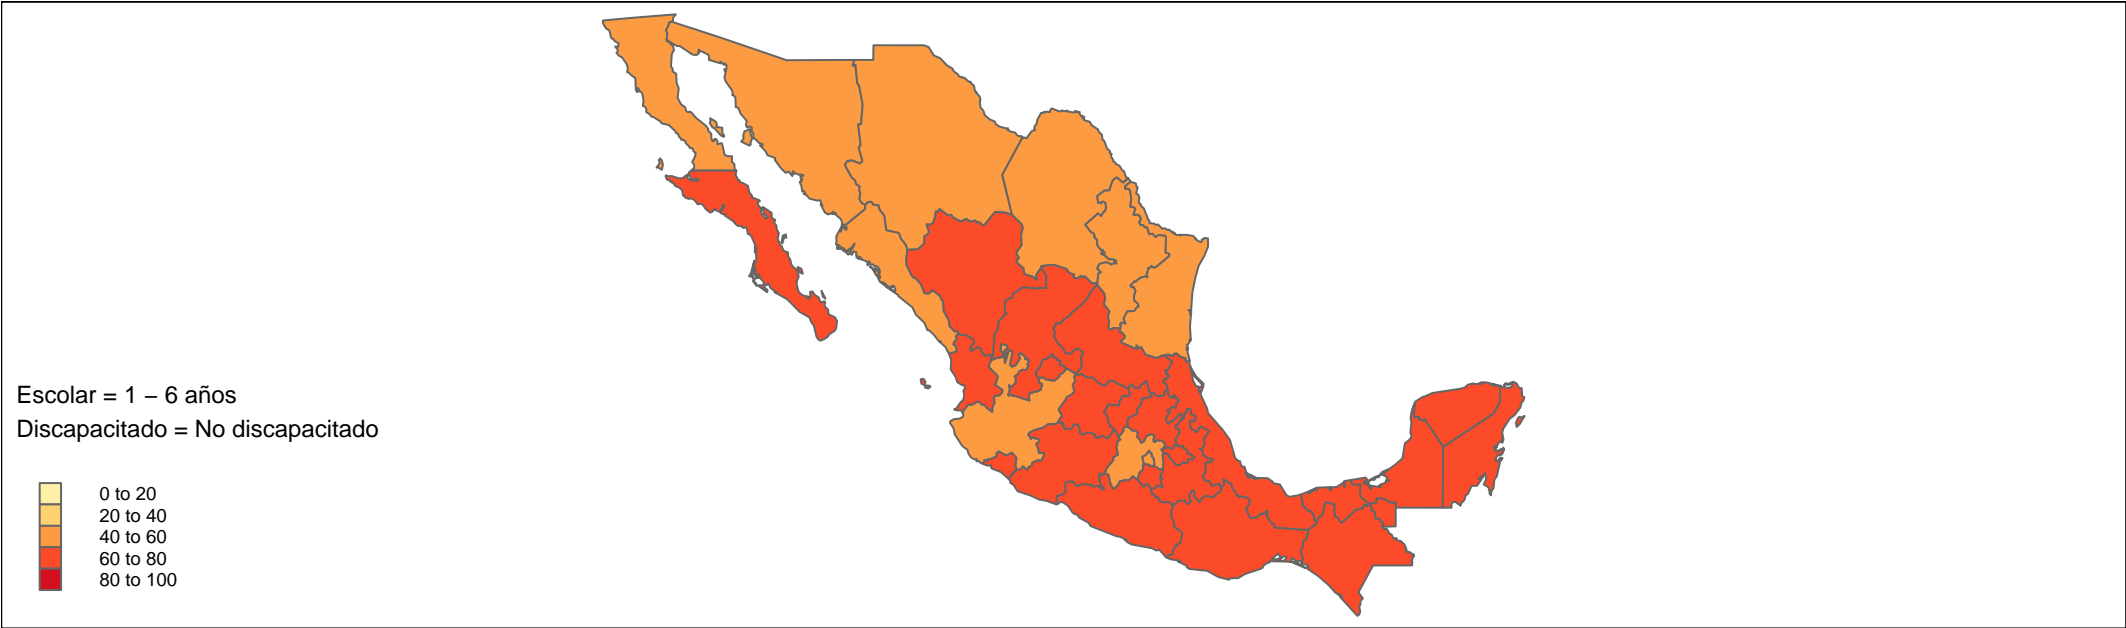 Escolar = 1 – 6 años
Discapacitado = No discapacitado
0 to 20
20 to 40
40 to 60
60 to 80
80 to 100